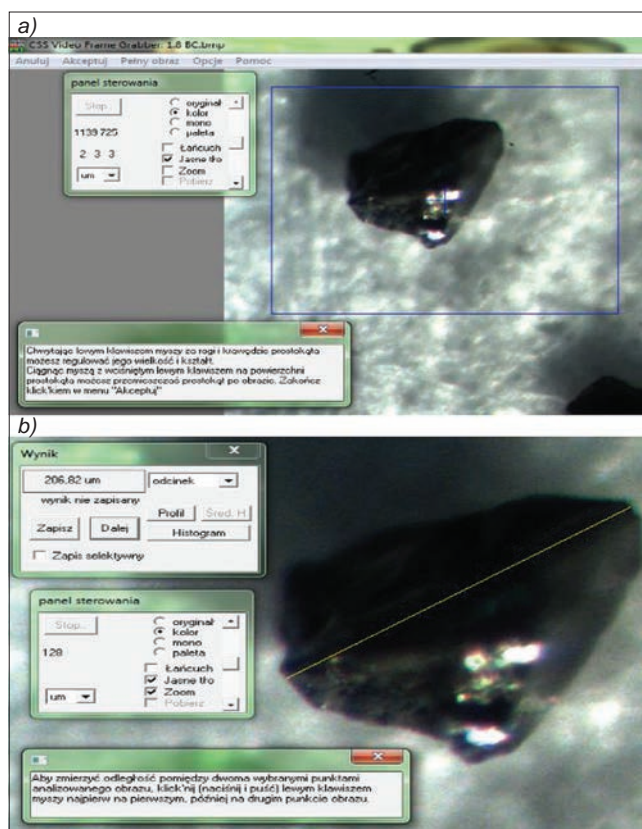 a)
CSS Video Frame Grabber: 1.8 BC.bmp
Anuluj Akceptuj Pełny obraz Opcje Pomoc
panel sterowania
Stop...
oryginał
kolor
mono
paleta
1139 725
2 3 3
Łańcuch
Jasne tło
Zoom
Pobierz
um
Chwytając lewym klawiszem myszy za rogi i krawędzie prostokąta
możesz regulować jego wielkość i kształt.
Ciągnąc myszą z wciśniętym lewym klawiszem na powierzchni
prostokąta możesz przemieszczać prostokąt po obrazie. Zakończ
klick'kiem w menu "Akceptuj"
b)
Wynik
206,82 um
odcinek
wynik nie zapisany
Profil Śred. H.
Zapisz Dalej
Histogram
Zapis selektywny
panel sterowania
Stop...
oryginał
kolor
mono
paleta
128
Łańcuch
Jasne tło
Zoom
Pobierz
um
Aby zmierzyć odległość pomiędzy dwoma wybranymi punktami
analizowanego obrazu, klick'nij (naciśnij i puść) lewym klawiszem
myszy najpierw na pierwszym, później na drugim punkcie obrazu.